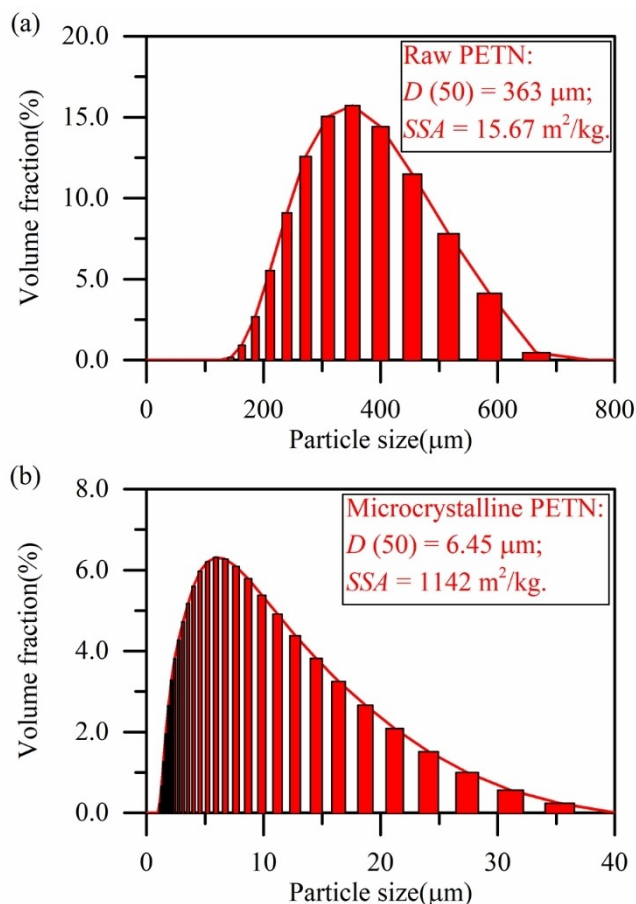 (a)
Volume fraction(%)
20.0
15.0
10.0
5.0
0.0
Raw PETN:
D (50) = 363 μm;
SSA = 15.67 m²/kg.
0 200 400 600 800
Particle size(μm)
(b)
Volume fraction(%)
8.0
6.0
4.0
2.0
0.0
Microcrystalline PETN:
D (50) = 6.45 μm;
SSA = 1142 m²/kg.
0 10 20 30 40
Particle size(μm)